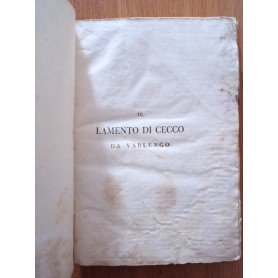 IL
LAMENTO DI CECCO
DA VARLUNGO